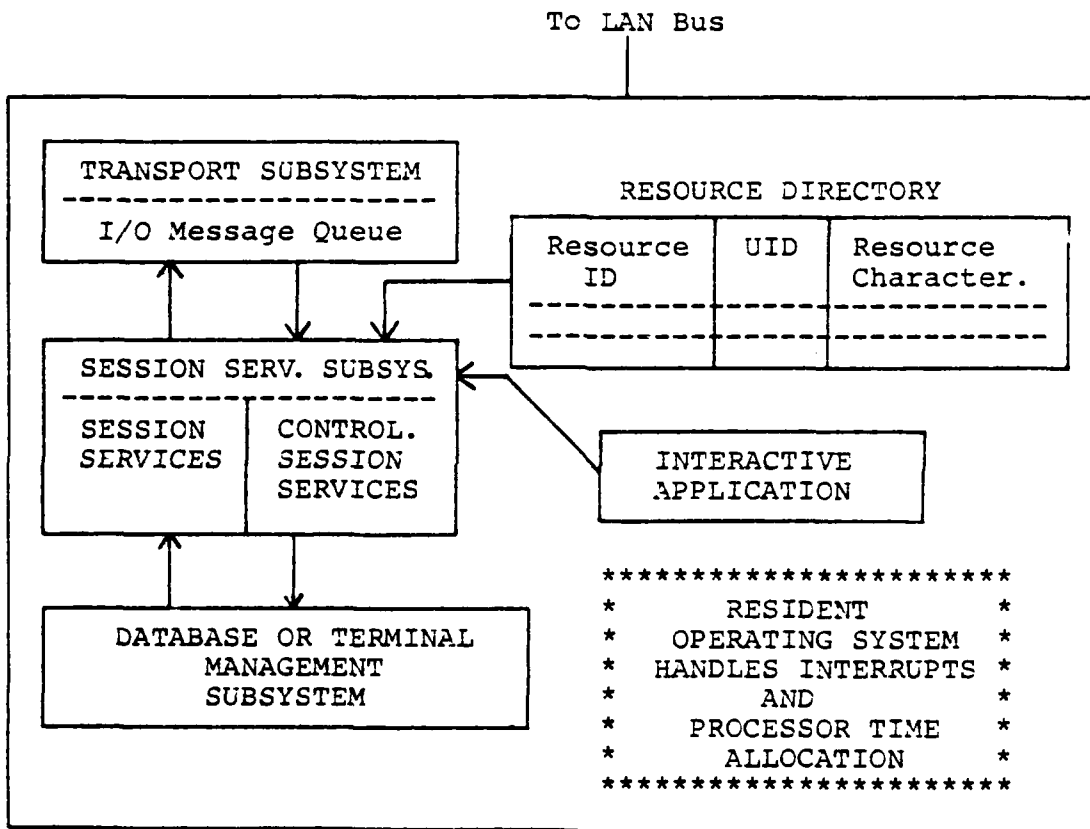 To LAN Bus
TRANSPORT SUBSYSTEM
I/O Message Queue
RESOURCE DIRECTORY
Resource ID
UID
Resource Character.
SESSION SERV. SUBSYS.
SESSION
SERVICES
CONTROL.
SESSION
SERVICES
INTERACTIVE
APPLICATION
DATABASE OR TERMINAL
MANAGEMENT
SUBSYSTEM
***********************
* RESIDENT *
* OPERATING SYSTEM *
* HANDLES INTERRUPTS *
* AND *
* PROCESSOR TIME *
* ALLOCATION *
***********************